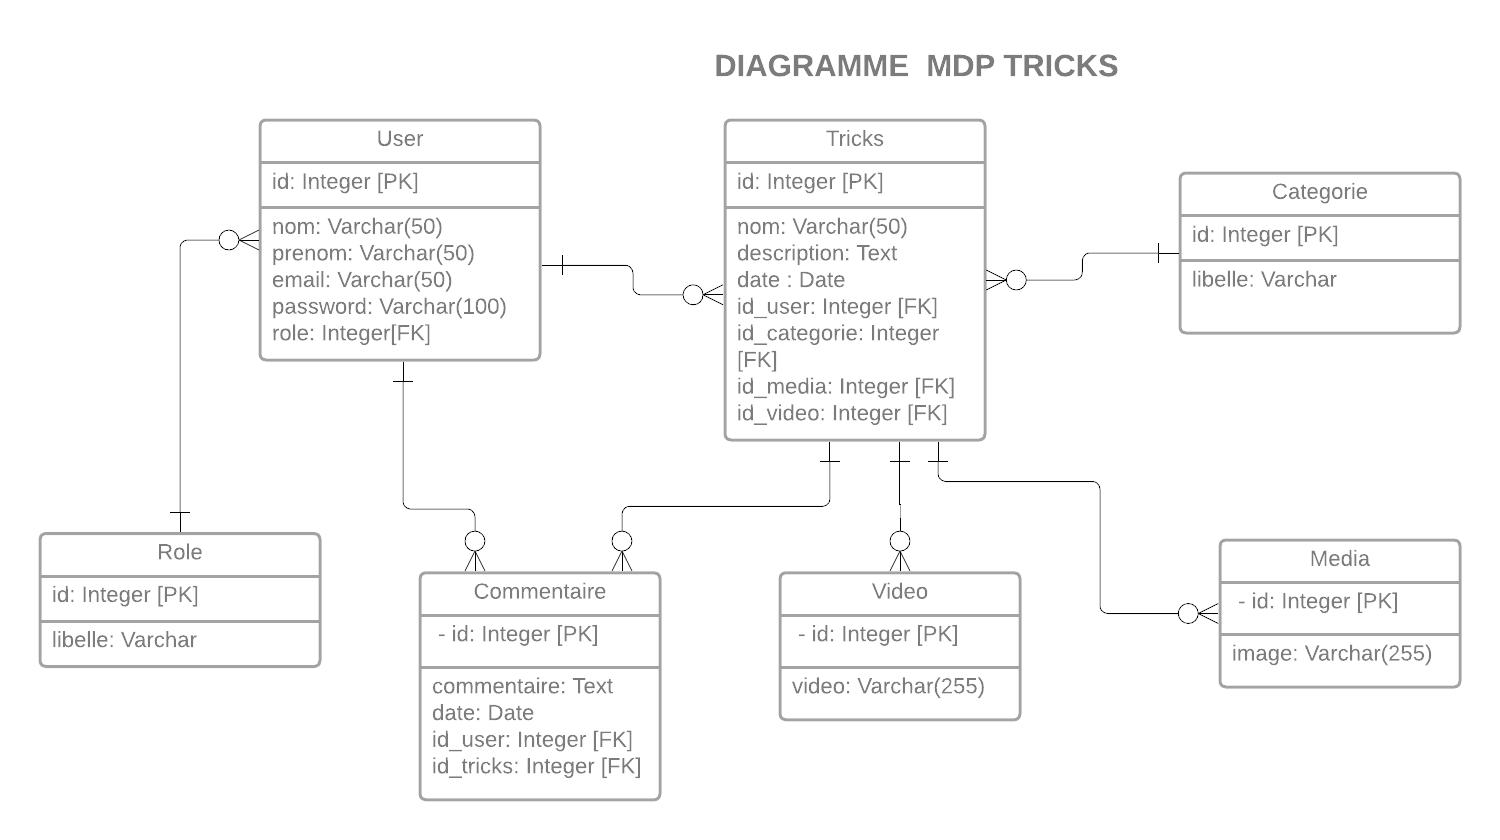 DIAGRAMME  MDP TRICKS
User
id: Integer [PK]
nom: Varchar(50)
prenom: Varchar(50)
email: Varchar(50)
password: Varchar(100)
role: Integer[FK]
Tricks
id: Integer [PK]
nom: Varchar(50)
description: Text
date : Date
id_user: Integer [FK]
id_categorie: Integer
[FK]
id_media: Integer [FK]
id_video: Integer [FK]
Categorie
id: Integer [PK]
libelle: Varchar
Role
id: Integer [PK]
libelle: Varchar
Commentaire
- id: Integer [PK]
commentaire: Text
date: Date
id_user: Integer [FK]
id_tricks: Integer [FK]
Video
- id: Integer [PK]
video: Varchar(255)
Media
- id: Integer [PK]
image: Varchar(255)